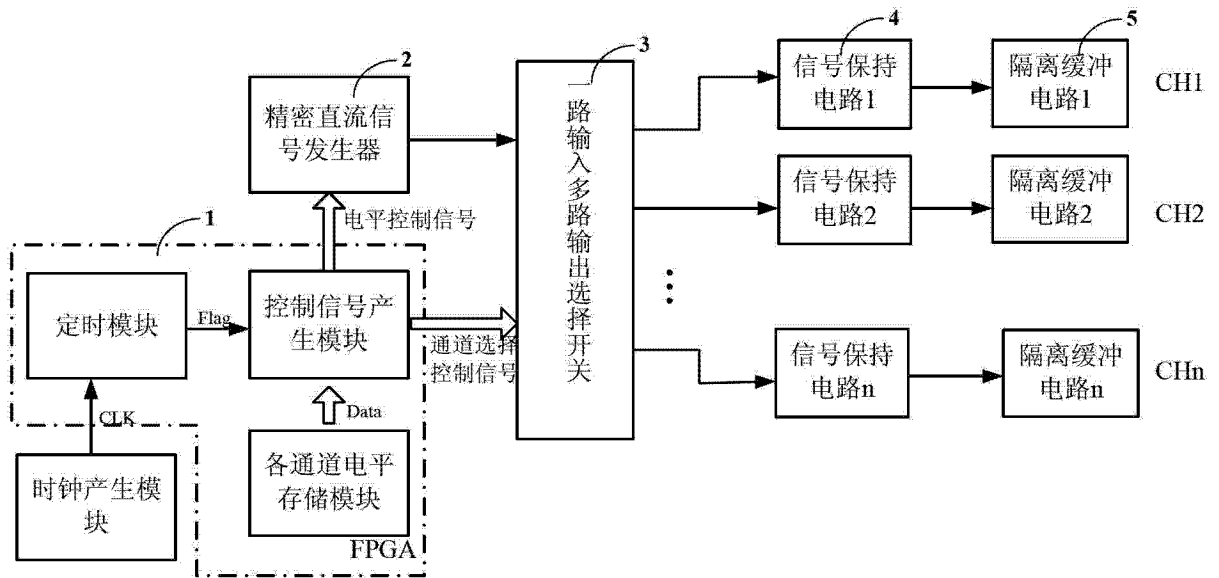 4
5
3
2
信号保持
电路1
隔离缓冲
电路1
CH1
精密直流信
号发生器
一路输入多路输出选择开关
信号保持
电路2
隔离缓冲
电路2
CH2
电平控制信号
1
定时模块
Flag
控制信号产
生模块
通道选择
控制信号
信号保持
电路n
隔离缓冲
电路n
CHn
CLK
Data
时钟产生模
块
各通道电平
存储模块
FPGA